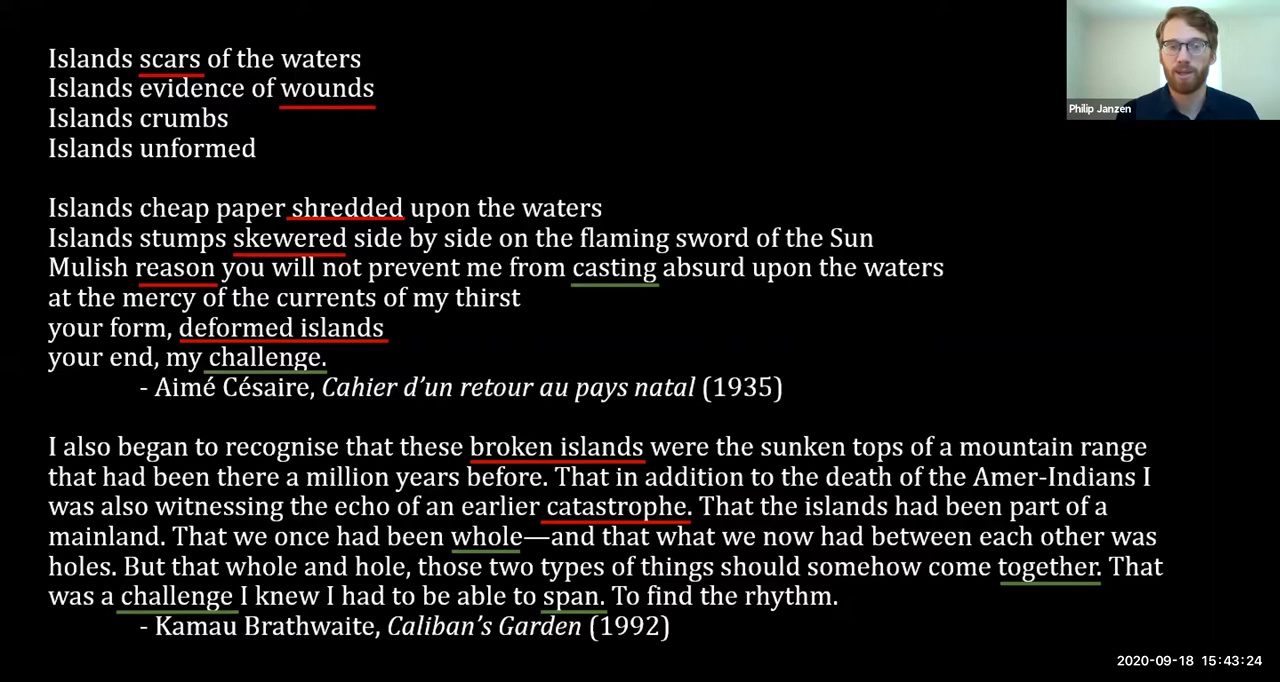 Islands scars of the waters
Islands evidence of wounds
Islands crumbs
Islands unformed
Islands cheap paper shredded upon the waters
Islands stumps skewered side by side on the flaming sword of the Sun
Mulish reason you will not prevent me from casting absurd upon the waters
at the mercy of the currents of my thirst
your form, deformed islands
your end, my challenge.
- Aimé Césaire, Cahier d’un retour au pays natal (1935)
I also began to recognise that these broken islands were the sunken tops of a mountain range
that had been there a million years before. That in addition to the death of the Amer-Indians I
was also witnessing the echo of an earlier catastrophe. That the islands had been part of a
mainland. That we once had been whole—and that what we now had between each other was
holes. But that whole and hole, those two types of things should somehow come together. That
was a challenge I knew I had to be able to span. To find the rhythm.
- Kamau Brathwaite, Caliban’s Garden (1992)
Philip Janzen
2020-09-18 15:43:24